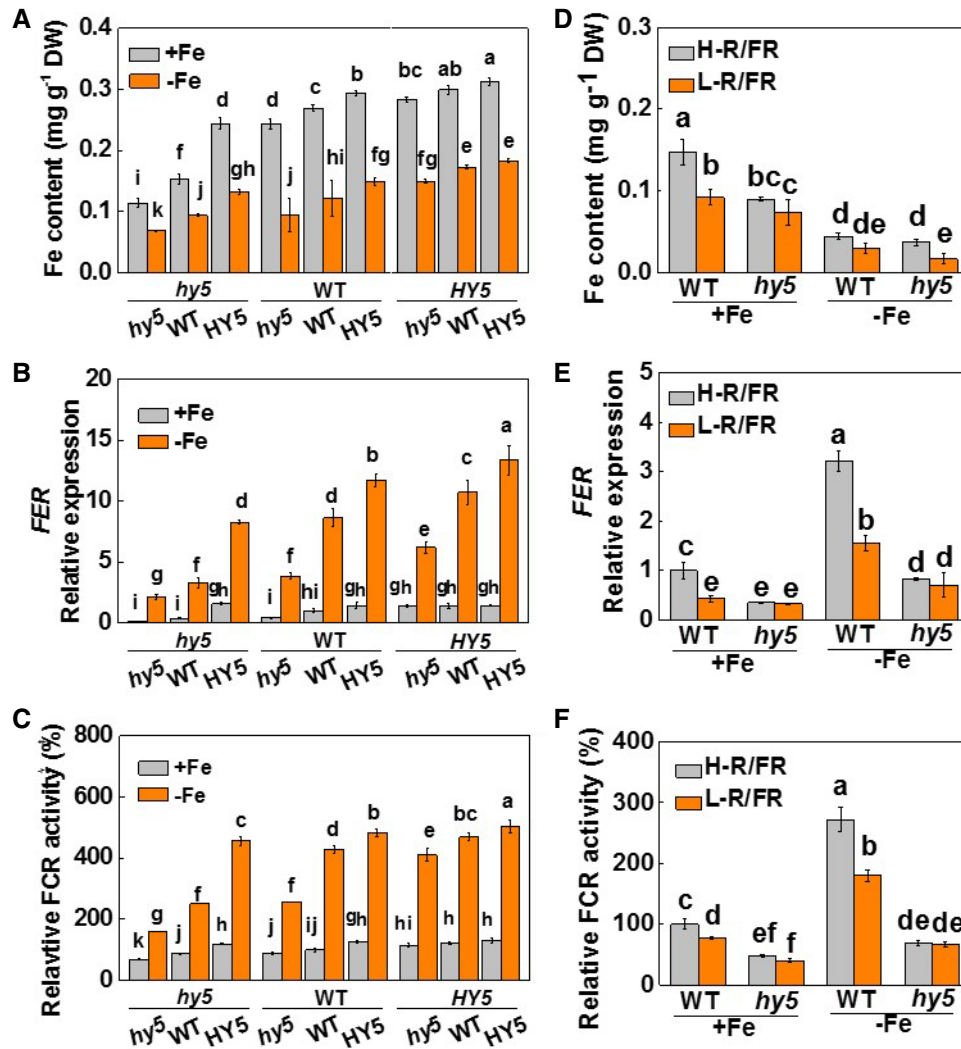 A
Fe content (mg g⁻¹ DW)
0.4
0.3
0.2
0.1
0.0
+Fe
-Fe
i k f j d gh d j c hi b fg bc fg ab e a e
hy5 WT HY5
hy5 WT HY5 hy5 WT HY5 hy5 WT HY5
B
FER
Relative expression
20
15
10
5
0
+Fe
-Fe
i g i f gh d i f hi d gh b gh e gh c gh a
hy5 WT HY5
hy5 WT HY5 hy5 WT HY5 hy5 WT HY5
C
Relavtive FCR activity (%)
800
600
400
200
0
+Fe
-Fe
k g j f h c j f ij d gh b hi e h bc h a
hy5 WT HY5
hy5 WT HY5 hy5 WT HY5 hy5 WT HY5
D
Fe content (mg g⁻¹ DW)
0.3
0.2
0.1
0.0
H-R/FR
L-R/FR
a b bc c d de d e
WT hy5 WT hy5
+Fe -Fe
E
FER
Relative expression
5
4
3
2
1
0
H-R/FR
L-R/FR
c e e e a b d d
WT hy5 WT hy5
+Fe -Fe
F
Relative FCR activity (%)
400
300
200
100
0
H-R/FR
L-R/FR
c d ef f a b de de
WT hy5 WT hy5
+Fe -Fe